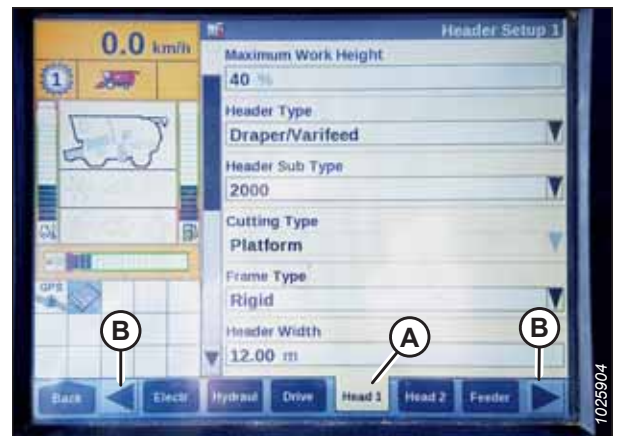 0.0 km/h
Header Setup 1
Maximum Work Height
40 %
1
Header Type
Draper/Varifeed
Header Sub Type
2000
Cutting Type
Platform
Frame Type
Rigid
GPS
Header Width
12.00 m
B
A
B
Back
Electr
Hydraul
Drive
Head 1
Head 2
Feeder
1025904